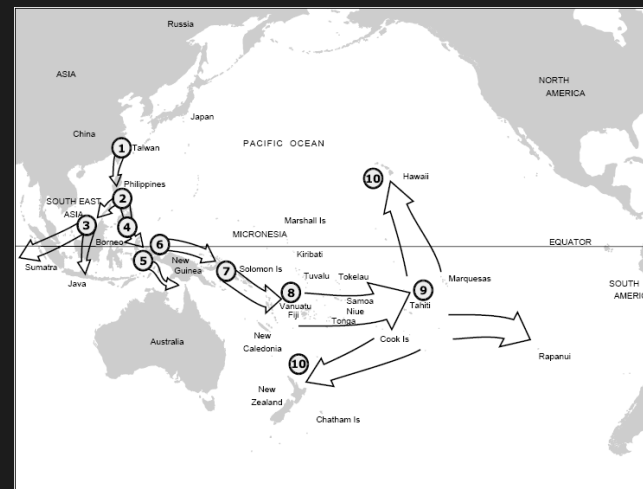 Russia
ASIA
NORTH
AMERICA
Japan
China
PACIFIC OCEAN
1
Taiwan
Philippines
10
Hawaii
2
SOUTH EAST
ASIA
3
4
MICRONESIA
Marshall Is
Borneo
6
EQUATOR
5
New
Guinea
Kiribati
Sumatra
7
Solomon Is
Tuvalu
Tokelau
Marquesas
Java
8
Samoa
Niue
9
Tahiti
SOUTH
AMERIC
Vanuatu
Fiji
Tonga
New
Caledonia
Cook Is
Australia
Rapanui
10
New
Zealand
Chatham Is